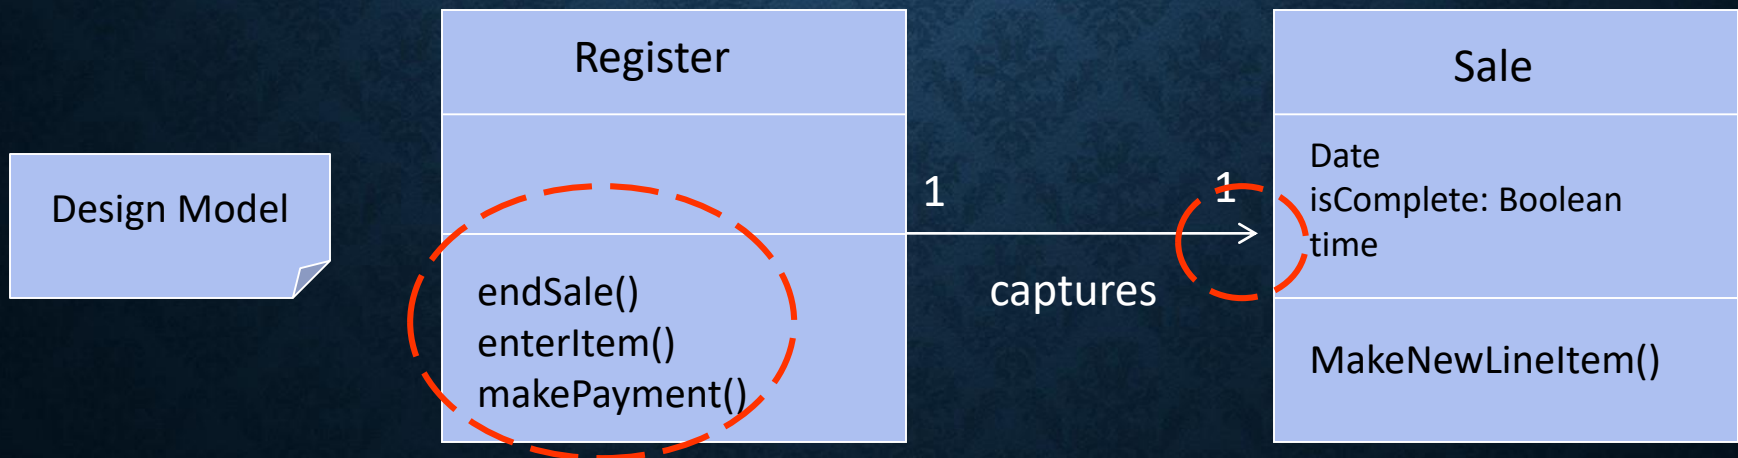 Design Model
Register
endSale()
enterItem()
makePayment()
1
1
captures
Sale
Date
isComplete: Boolean
time
MakeNewLineItem()